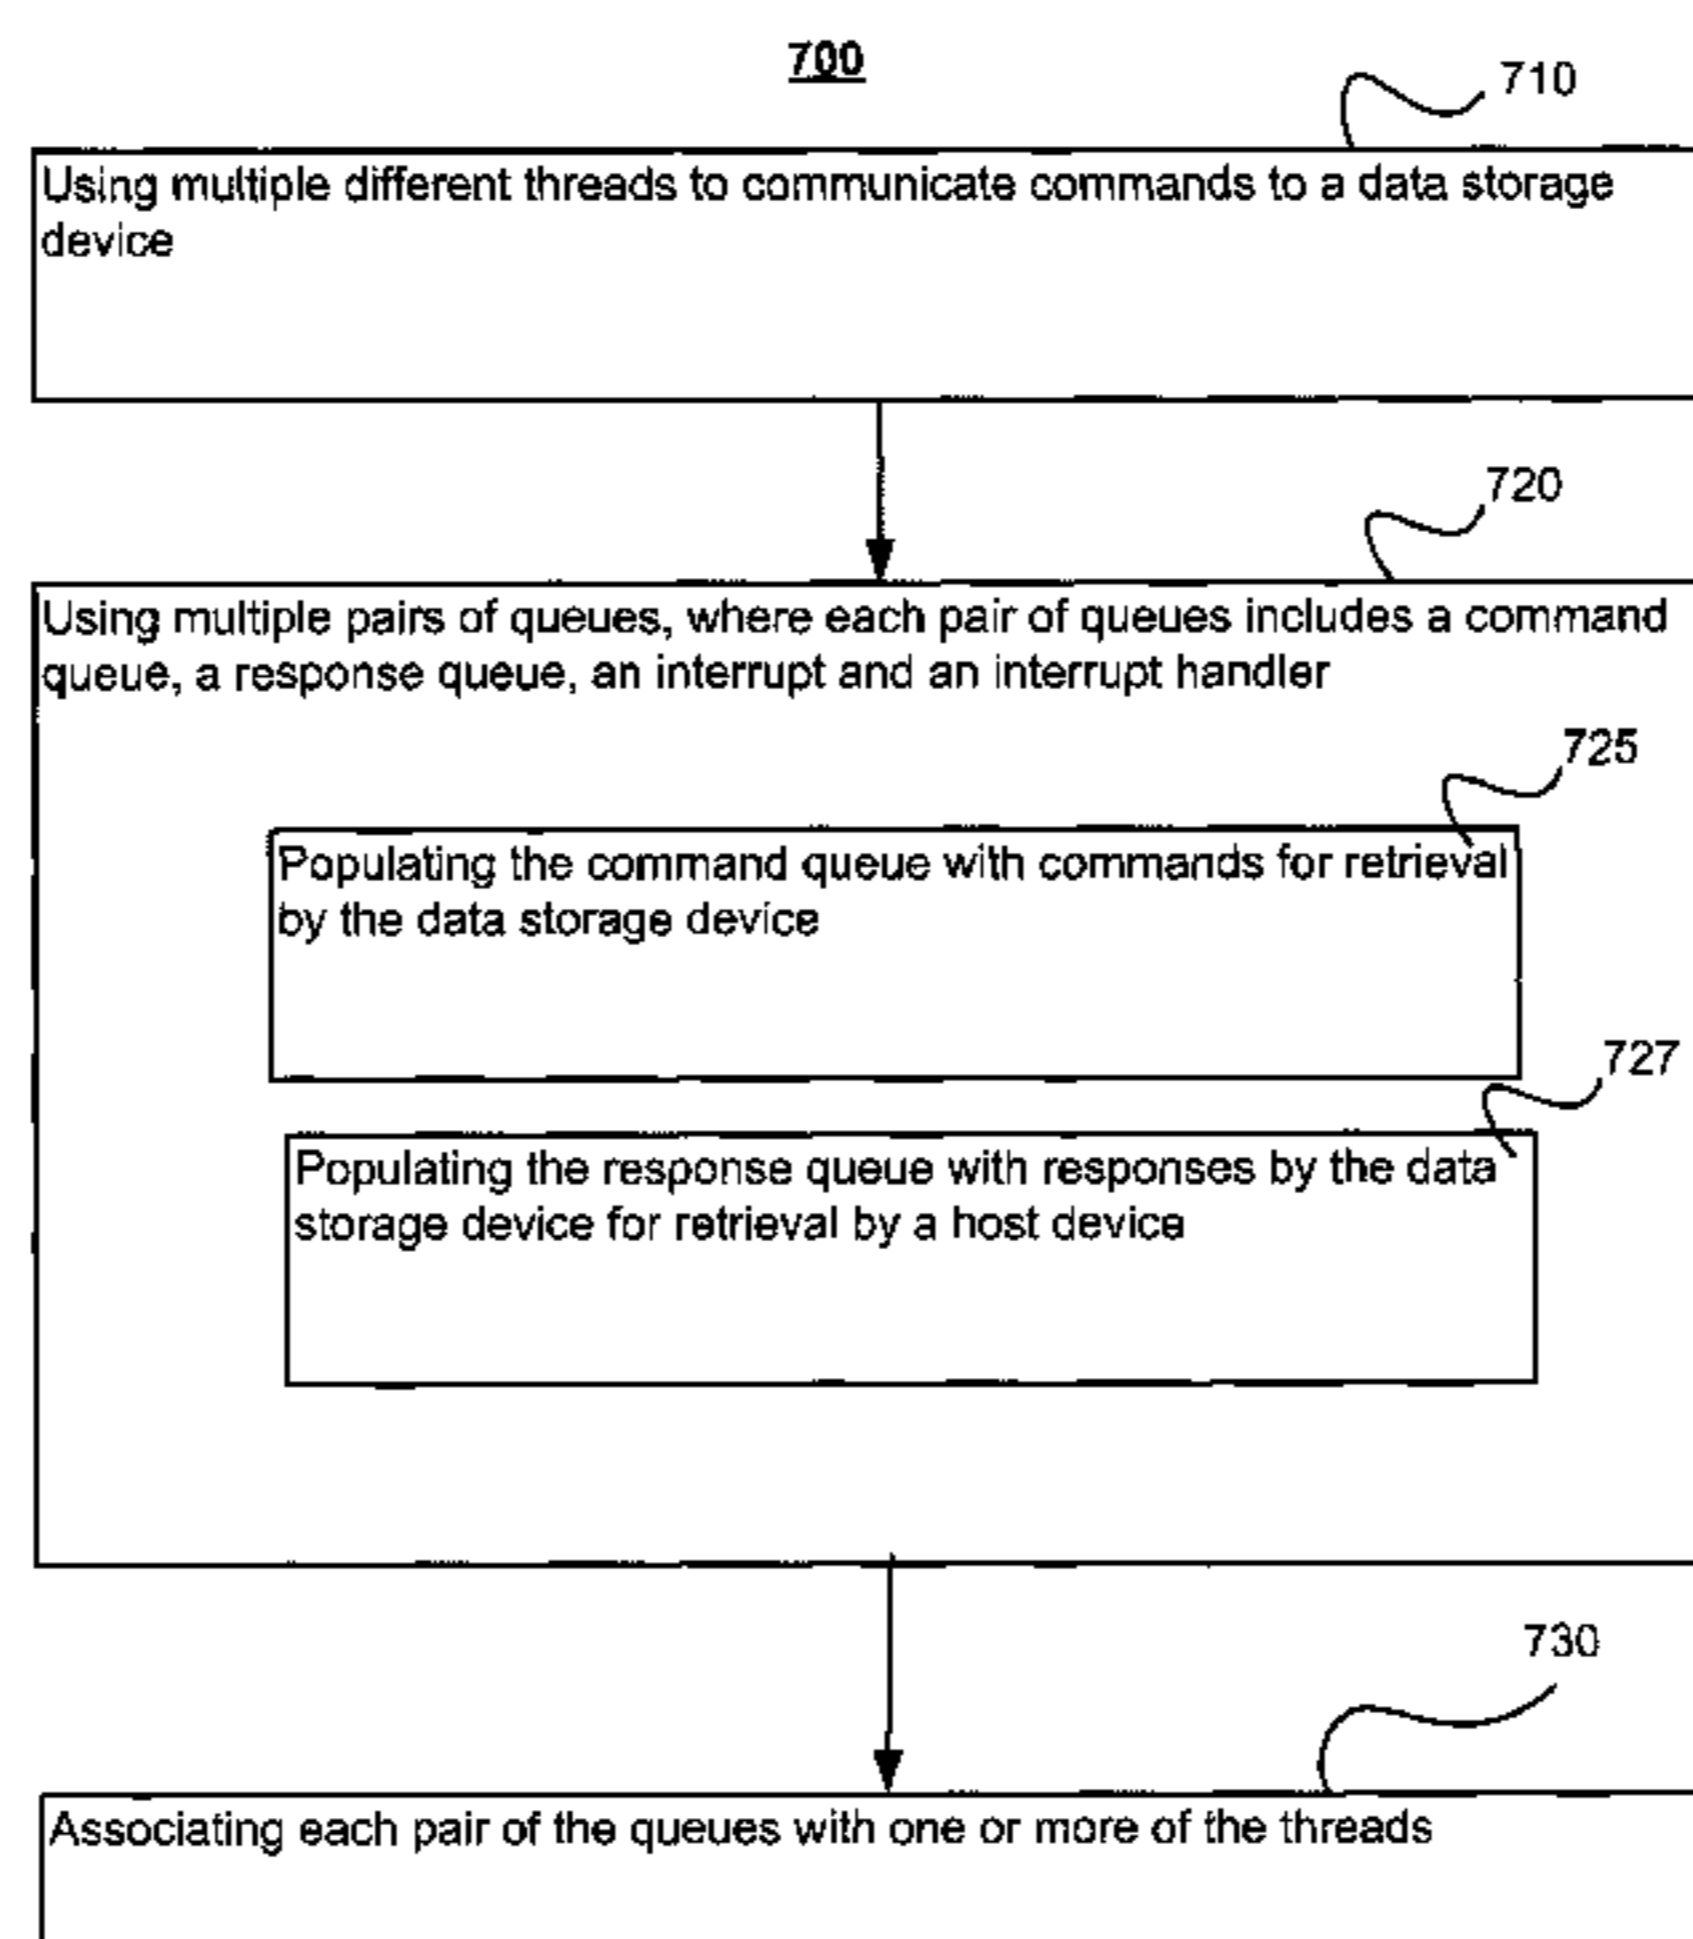 700
710
Using multiple different threads to communicate commands to a data storage
device
720
Using multiple pairs of queues, where each pair of queues includes a command
queue, a response queue, an interrupt and an interrupt handler
725
Populating the command queue with commands for retrieval
by the data storage device
727
Populating the response queue with responses by the data
storage device for retrieval by a host device
730
Associating each pair of the queues with one or more of the threads